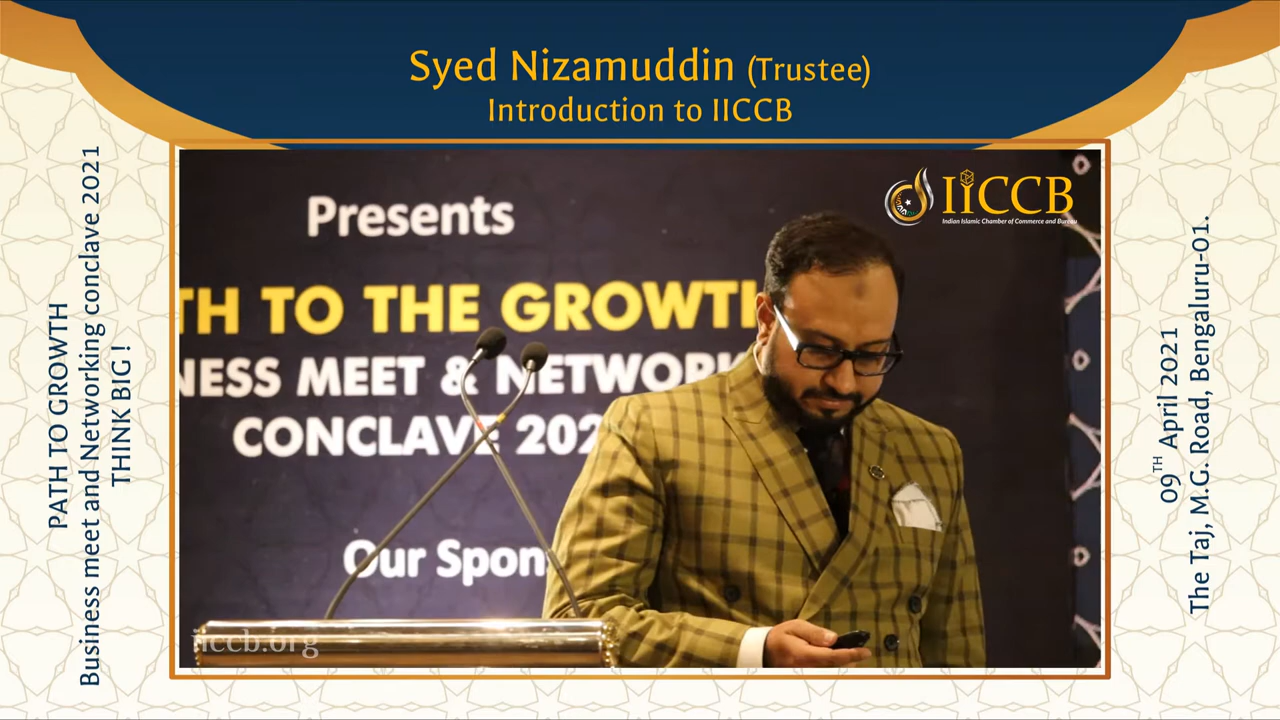 Syed Nizamuddin (Trustee)
Introduction to IICCB
PATH TO GROWTH
Business meet and Networking conclave 2021
THINK BIG !
IiCCB
Indian Islamic Chamber of Commerce and Bureau
Presents
TH TO THE GROWTH
NESS MEET & NETWORK
CONCLAVE 202
Our Spon
iiccb.org
09TH April 2021
The Taj, M.G. Road, Bengaluru-01.